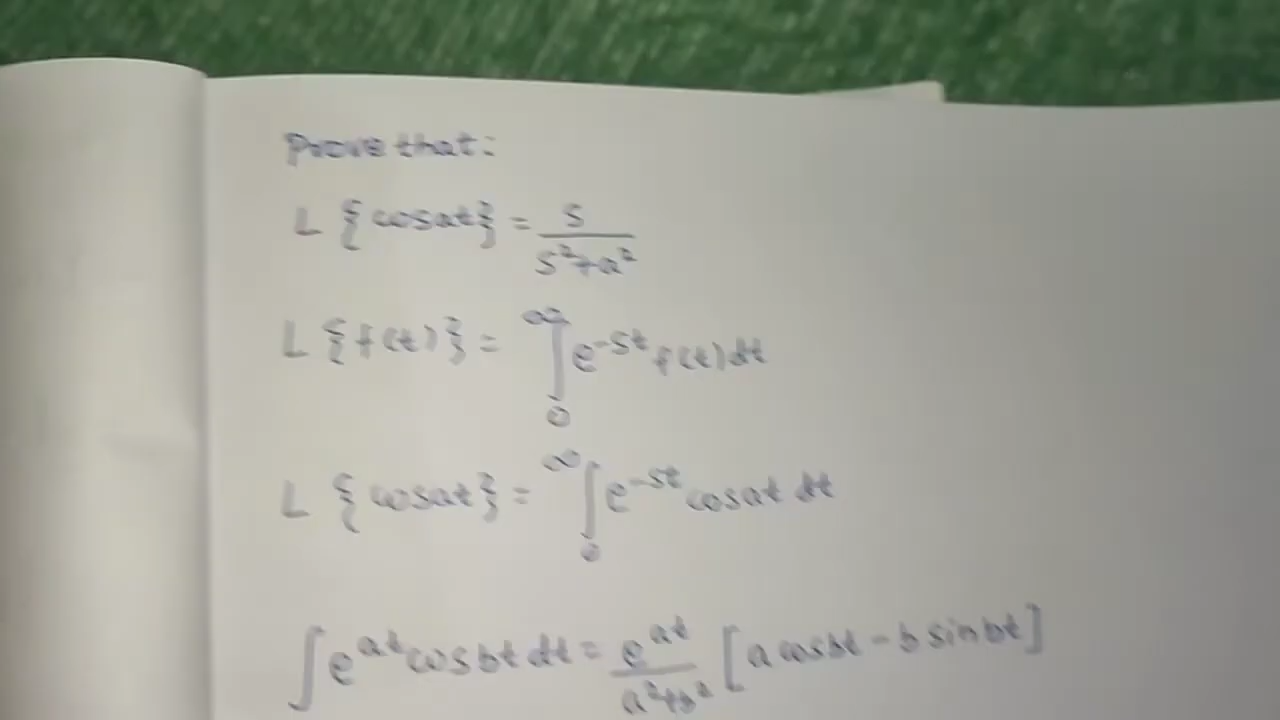 Prove that:
L {cosat} = s/(s²+a²)
L {f(t)} = ∫₀^∞ e^-st f(t) dt
L {cosat} = ∫₀^∞ e^-st cosat dt
∫ e^at cosbt dt = e^at/(a²+b²) [a cosbt - b sinbt]